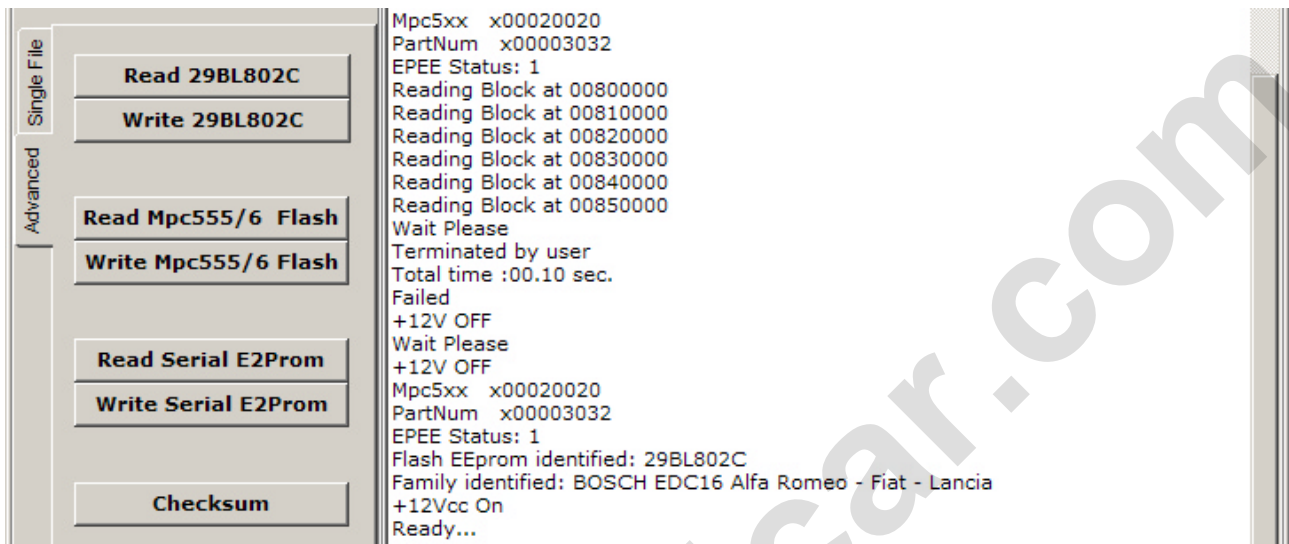 Single File
Advanced
Read 29BL802C
Write 29BL802C
Read Mpc555/6 Flash
Write Mpc555/6 Flash
Read Serial E2Prom
Write Serial E2Prom
Checksum
Mpc5xx x00020020
PartNum x00003032
EPEE Status: 1
Reading Block at 00800000
Reading Block at 00810000
Reading Block at 00820000
Reading Block at 00830000
Reading Block at 00840000
Reading Block at 00850000
Wait Please
Terminated by user
Total time :00.10 sec.
Failed
+12V OFF
Wait Please
+12V OFF
Mpc5xx x00020020
PartNum x00003032
EPEE Status: 1
Flash EEprom identified: 29BL802C
Family identified: BOSCH EDC16 Alfa Romeo - Fiat - Lancia
+12Vcc On
Ready...
car.com